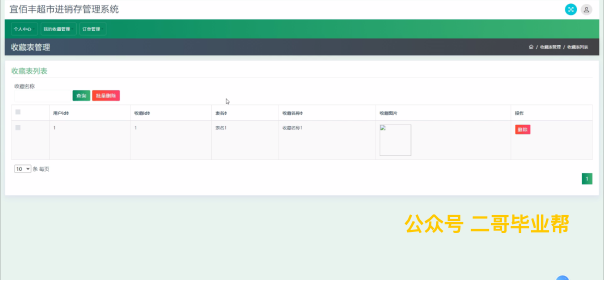 宜佰丰超市进销存管理系统
个人中心 我的收藏管理 订单管理
收藏表管理
/ 收藏表管理 / 收藏表列表
收藏表列表
收藏名称
查询 批量删除
用户id 收藏id 表名 收藏名称 收藏图片 操作
1 1 表名1 收藏名称1 删除
10 条 每页
1
公众号 二哥毕业帮